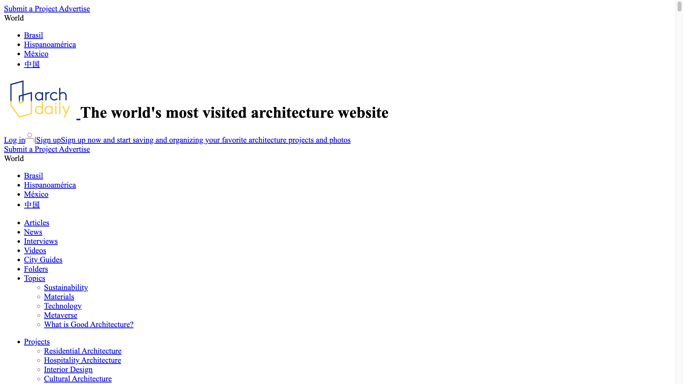 Submit a Project Advertise
World
Brasil
Hispanoamérica
México
中国
arch
daily
The world's most visited architecture website
Log in Sign upSign up now and start saving and organizing your favorite architecture projects and photos
Submit a Project Advertise
World
Brasil
Hispanoamérica
México
中国
Articles
News
Interviews
Videos
City Guides
Folders
Topics
Sustainability
Materials
Technology
Metaverse
What is Good Architecture?
Projects
Residential Architecture
Hospitality Architecture
Interior Design
Cultural Architecture